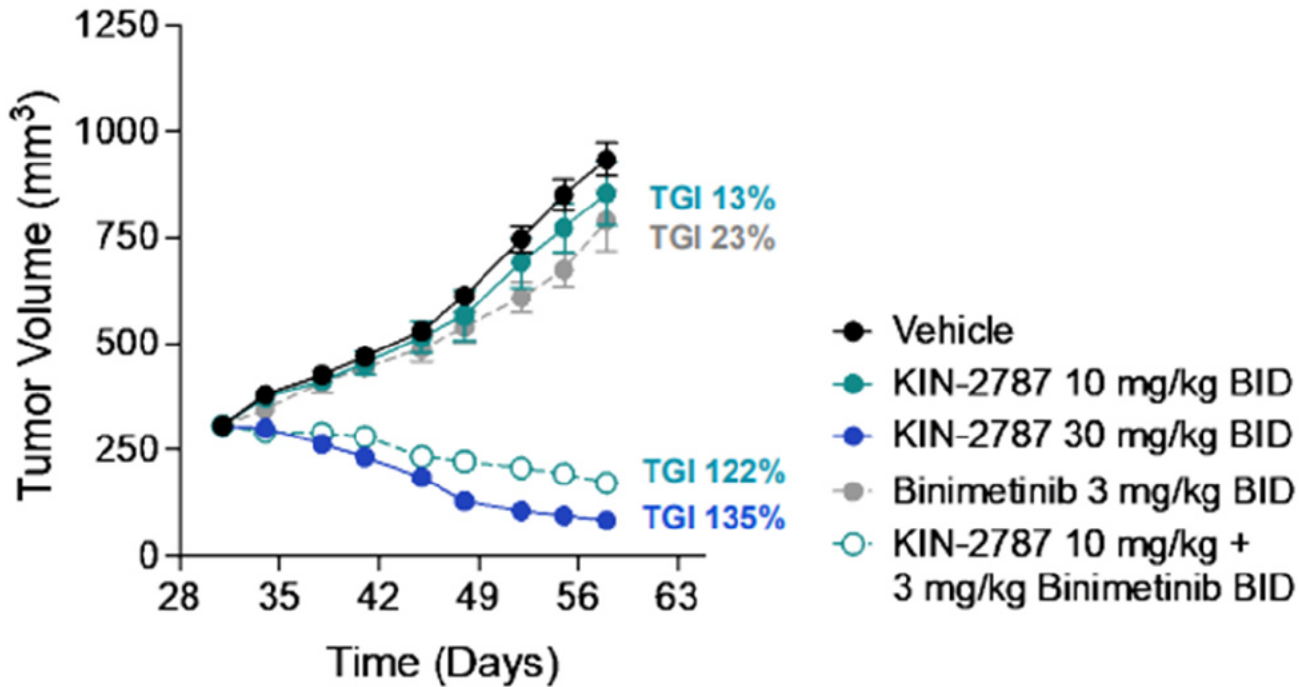 1250
1000
750
500
250
0
Tumor Volume (mm³)
28 35 42 49 56 63
Time (Days)
TGI 13%
TGI 23%
TGI 122%
TGI 135%
Vehicle
KIN-2787 10 mg/kg BID
KIN-2787 30 mg/kg BID
Binimetinib 3 mg/kg BID
KIN-2787 10 mg/kg +
3 mg/kg Binimetinib BID